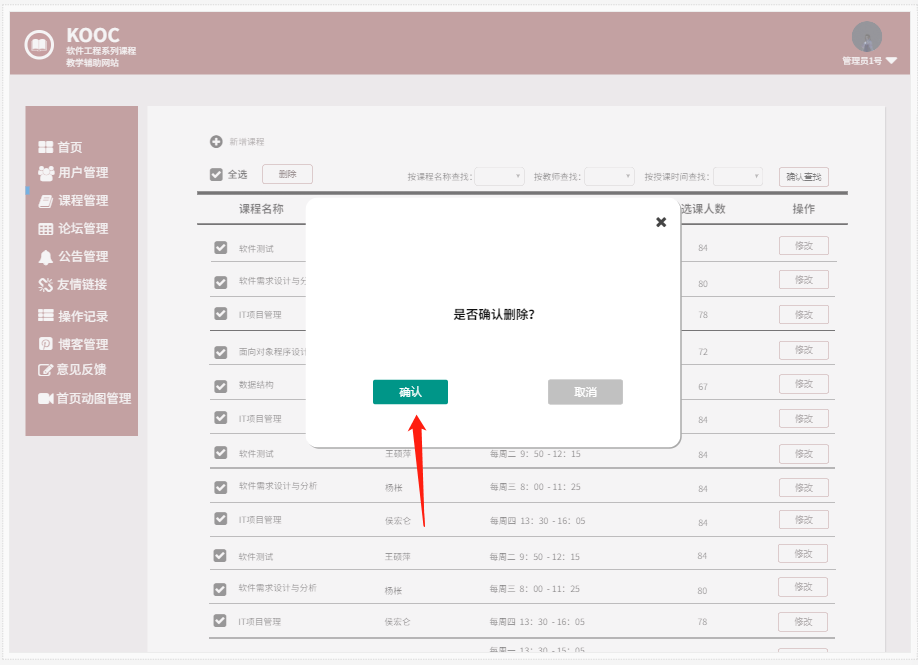 KOOC
软件工程系列课程
教学辅助网站
管理员1号
首页
用户管理
课程管理
论坛管理
公告管理
友情链接
操作记录
博客管理
意见反馈
首页动图管理
新增课程
全选 删除 按课程名称查找: 按教师查找: 按授课时间查找: 确认查找
课程名称 选课人数 操作
软件测试 84 修改
软件需求设计与分 80 修改
IT项目管理 78 修改
面向对象程序设计 72 修改
数据结构 67 修改
IT项目管理 84 修改
是否确认删除?
确认 取消
软件测试 王硕萍 每周二 9: 50 - 12: 15 84 修改
软件需求设计与分析 杨枨 每周三 8: 00 - 11: 25 84 修改
IT项目管理 侯宏仑 每周四 13: 30 - 16: 05 84 修改
软件测试 王硕萍 每周二 9: 50 - 12: 15 84 修改
软件需求设计与分析 杨枨 每周三 8: 00 - 11: 25 80 修改
IT项目管理 侯宏仑 每周四 13: 30 - 16: 05 78 修改
每周一 13: 30 - 15: 05